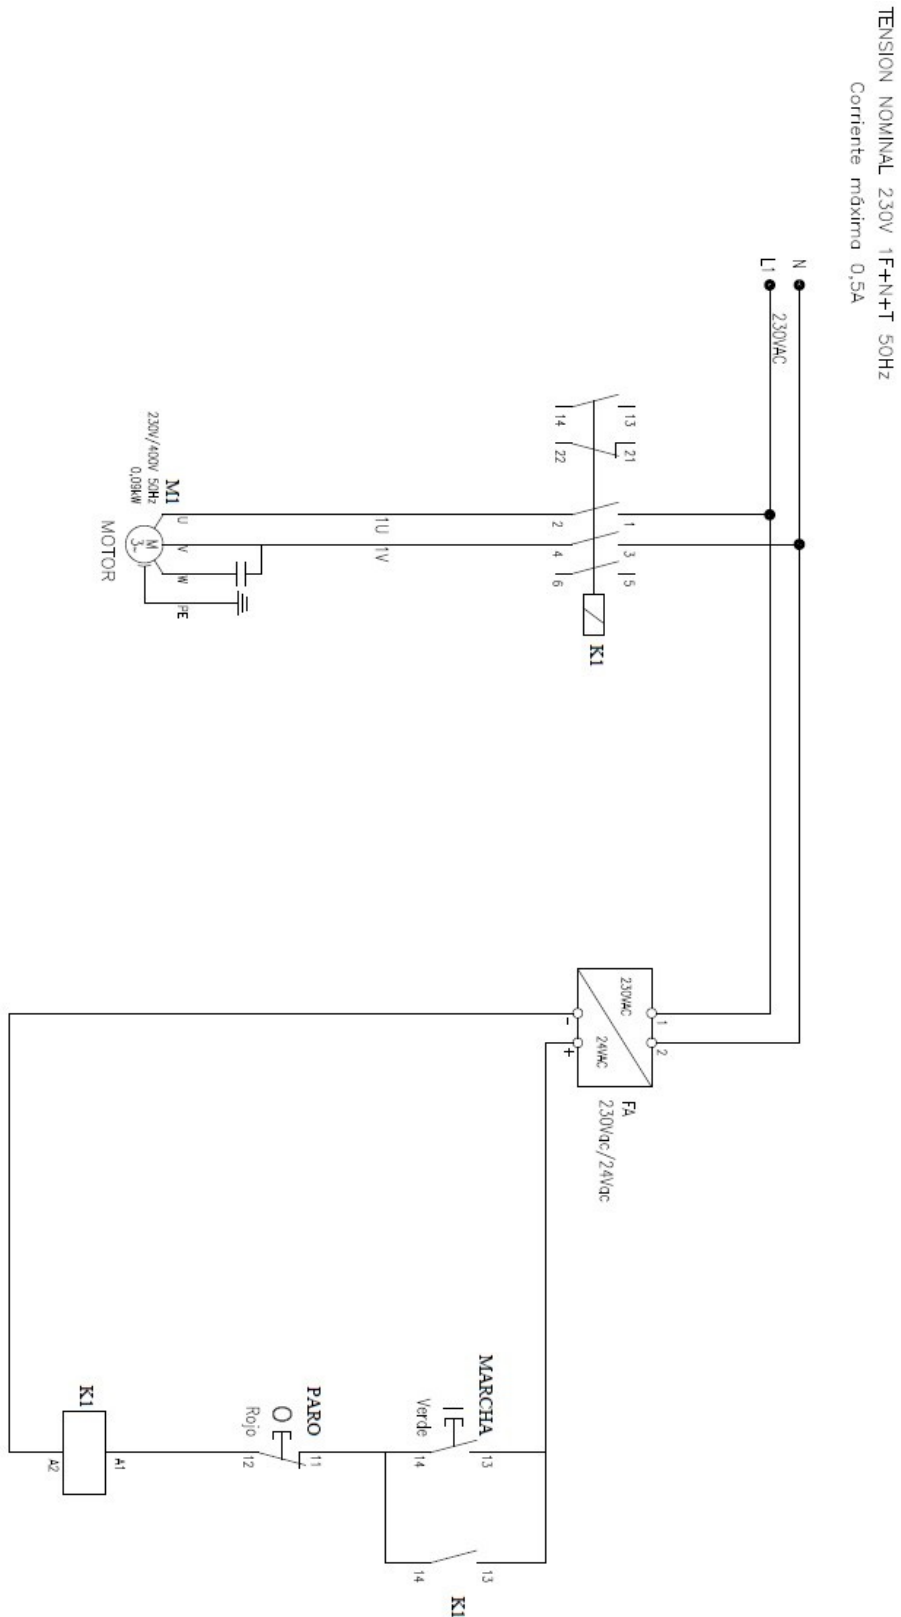 TENSION NOMINAL 230V 1F+N+T 50Hz
Corriente máxima 0,5A
N
L1
230VAC
13
14
21
22
1
2
3
4
5
6
K1
1U
1V
M1
230V/400V 50Hz
0,09kW
U
V
W
PE
M
3~
MOTOR
1
2
230VAC
24VAC
-
+
FA
230Vac/24Vac
MARCHA
Verde
13
14
K1
13
14
PARO
O
Rojo
11
12
K1
A1
A2